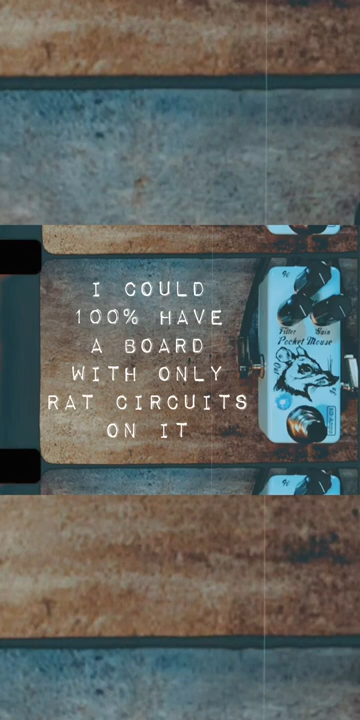 I COULD
100% HAVE
A BOARD
WITH ONLY
RAT CIRCUITS
ON IT
Filter Gain
Pocket Mouse